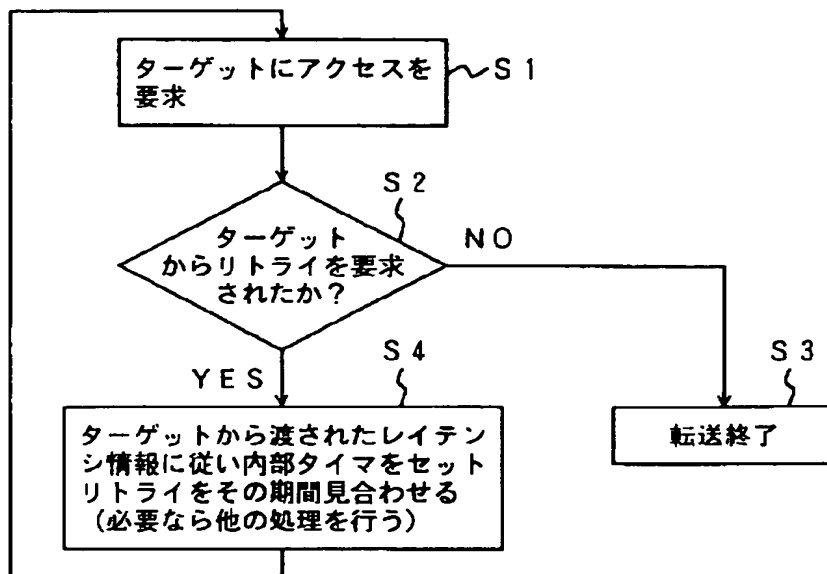 ターゲットにアクセスを
要求
S1
S2
ターゲット
からリトライを要求
されたか?
NO
YES
S4
S3
ターゲットから渡されたレイテン
シ情報に従い内部タイマをセット
リトライをその期間見合わせる
(必要なら他の処理を行う)
転送終了